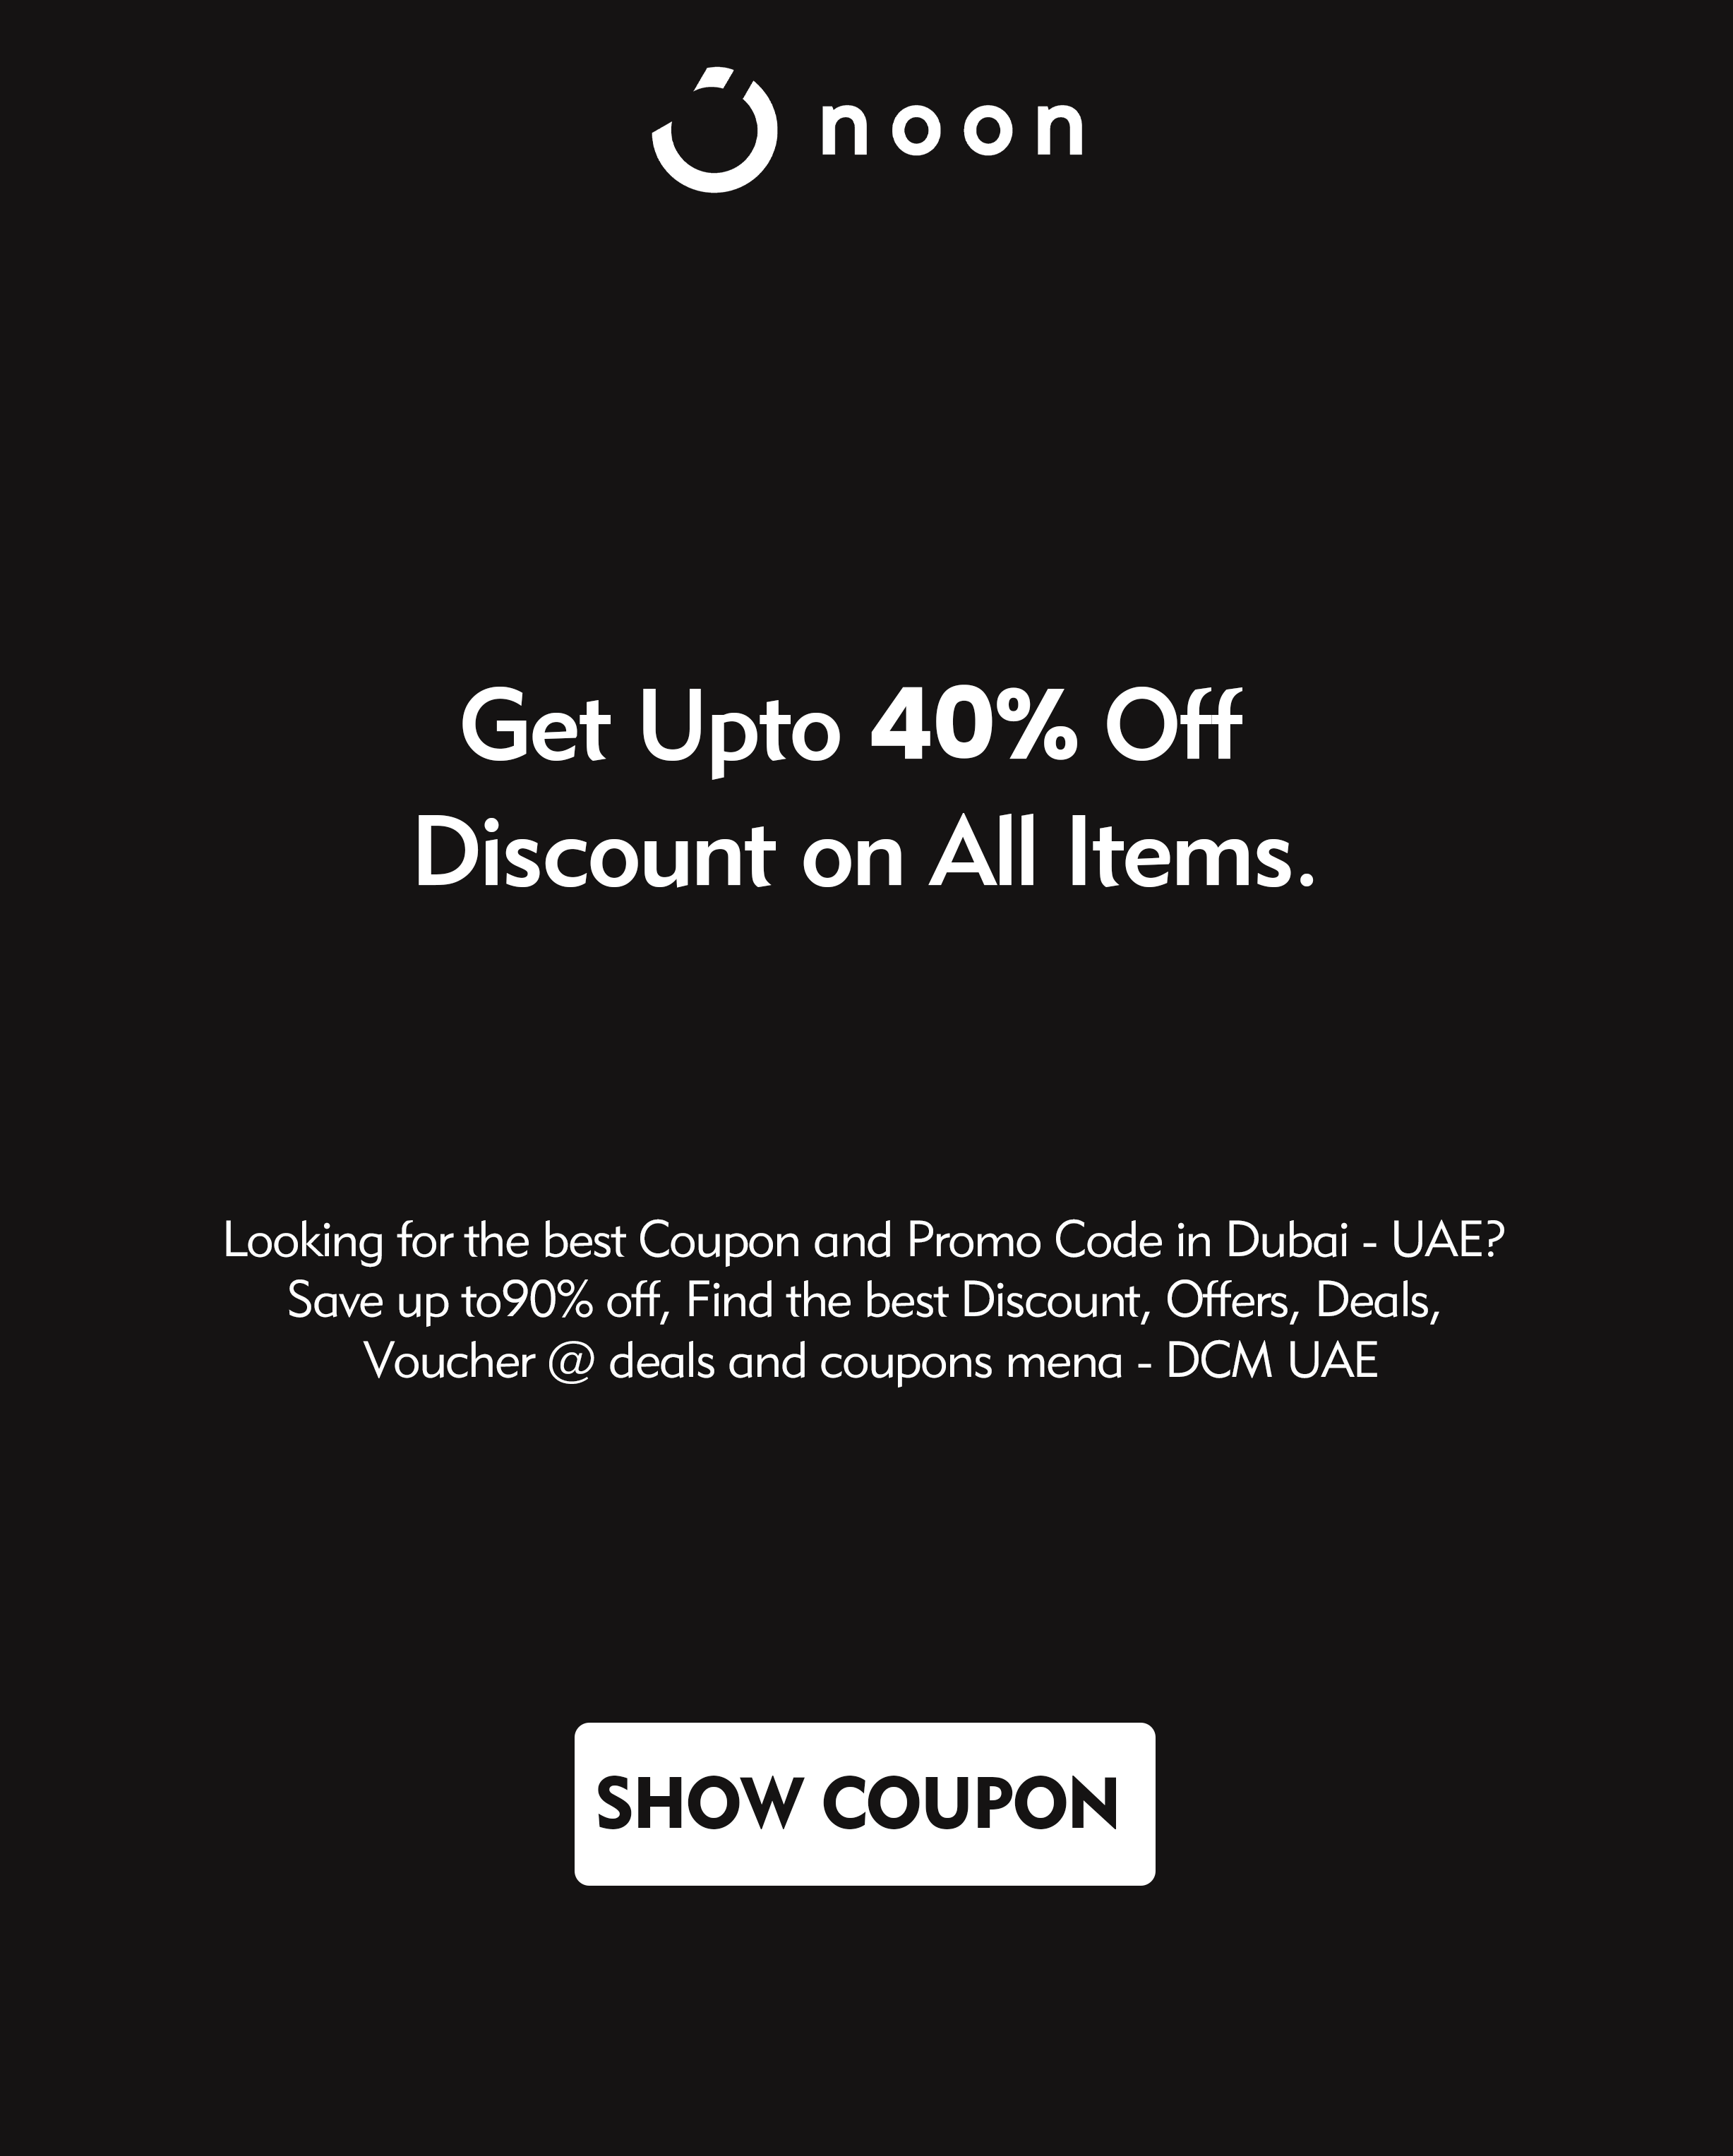 noon
Get Upto 40% Off
Discount on All Items.
Looking for the best Coupon and Promo Code in Dubai - UAE?
Save up to90% off, Find the best Discount, Offers, Deals,
Voucher @ deals and coupons mena - DCM UAE
SHOW COUPON